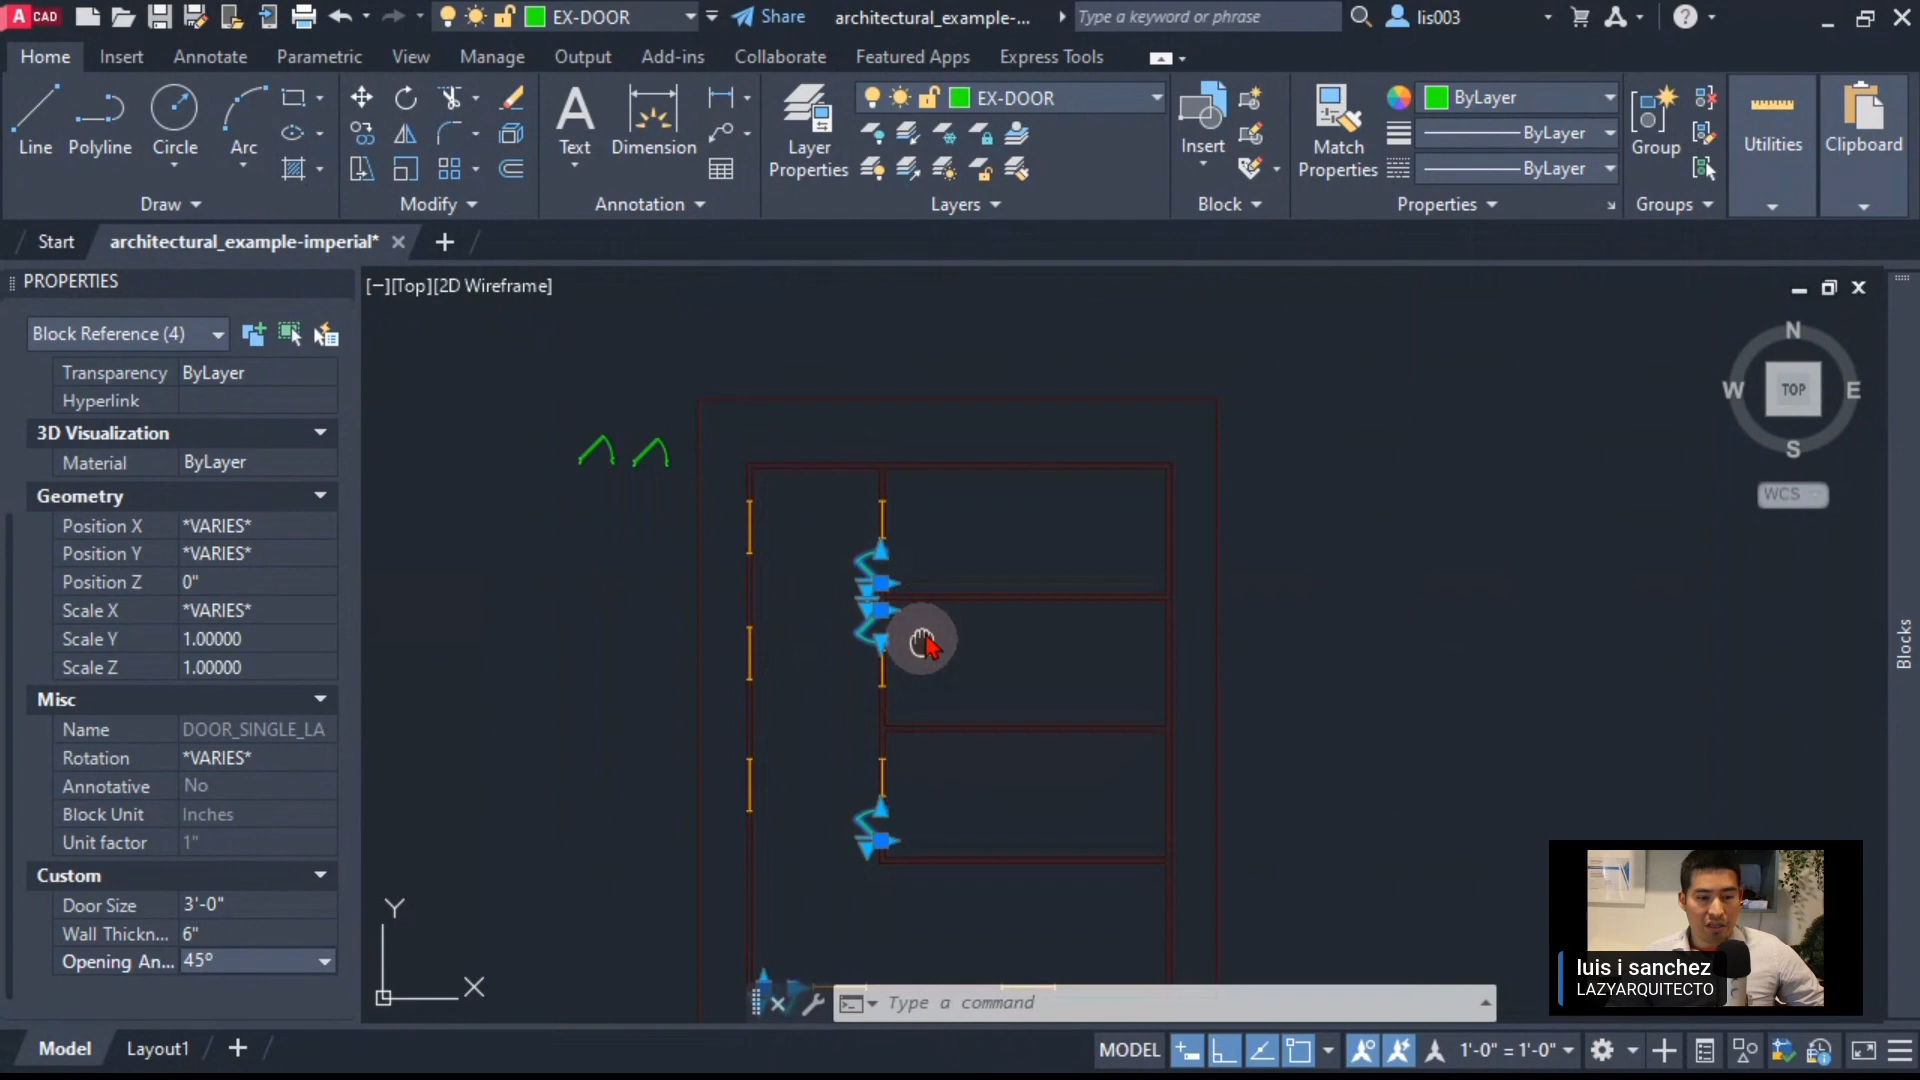 A CAD
EX-DOOR
Share
architectural_example-...
Type a keyword or phrase
lis003
Home
Insert
Annotate
Parametric
View
Manage
Output
Add-ins
Collaborate
Featured Apps
Express Tools
Line
Polyline
Circle
Arc
Text
Dimension
Layer
Properties
EX-DOOR
Insert
Match
Properties
ByLayer
ByLayer
ByLayer
Group
Utilities
Clipboard
Draw
Modify
Annotation
Layers
Block
Properties
Groups
Start
architectural_example-imperial*
PROPERTIES
[−][Top][2D Wireframe]
Block Reference (4)
Transparency ByLayer
Hyperlink
3D Visualization
Material ByLayer
Geometry
Position X *VARIES*
Position Y *VARIES*
Position Z 0"
Scale X *VARIES*
Scale Y 1.00000
Scale Z 1.00000
Misc
Name DOOR_SINGLE_LA
Rotation *VARIES*
Annotative No
Block Unit Inches
Unit factor 1"
Custom
Door Size 3'-0"
Wall Thickn... 6"
Opening An... 45º
N
W
TOP
E
S
WCS
Blocks
Y
X
Type a command
luis i sanchez
LAZYARQUITECTO
Model
Layout1
MODEL
1'-0" = 1'-0"